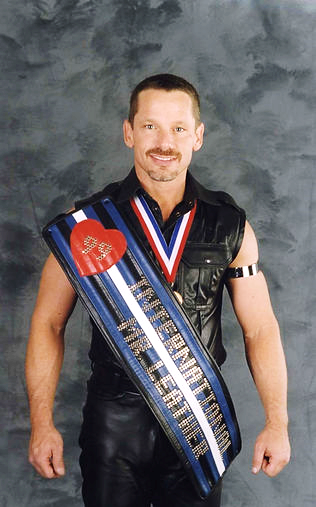 99
INTERNATIONAL
MR. LEATHER